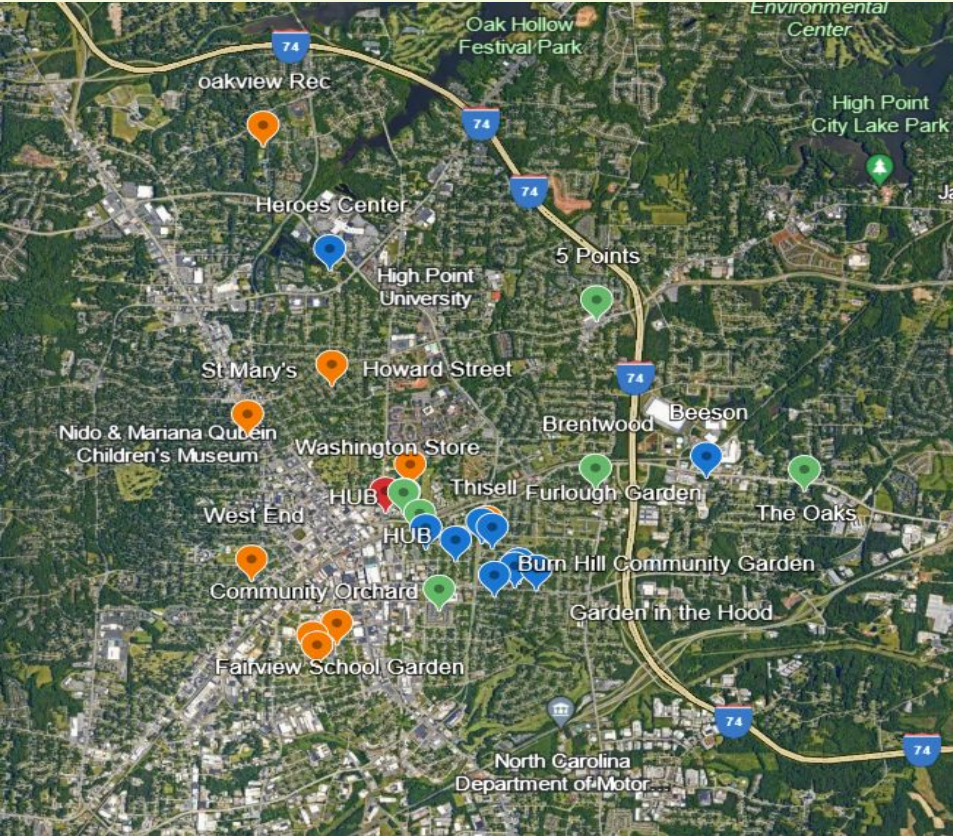 Environmental
Center
Oak Hollow
Festival Park
74
oakview Rec
High Point
City Lake Park
74
74
Ja
Heroes Center
5 Points
High Point
University
St Mary's
Howard Street
74
Beeson
Brentwood
Nido & Mariana Qubein
Children's Museum
Washington Store
Thisell
Furlough Garden
HUB
The Oaks
West End
HUB
Burn Hill Community Garden
Community Orchard
Garden in the Hood
Fairview School Garden
74
74
North Carolina
Department of Motor...